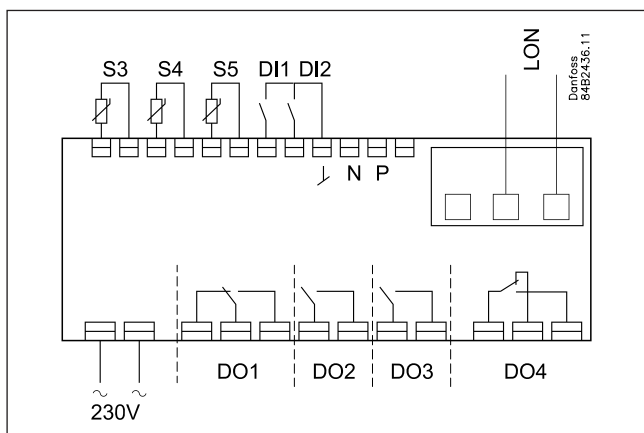 S3 S4 S5 DI1 DI2
LON
Danfoss
84B2436.11
N P
DO1 DO2 DO3 DO4
~ ~
230V